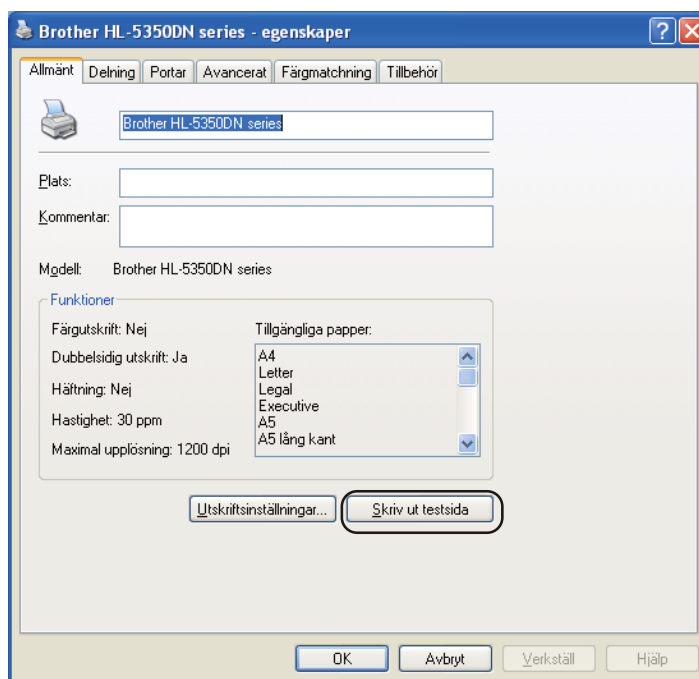 Brother HL-5350DN series - egenskaper
Allmänt Delning Portar Avancerat Färgmatchning Tillbehör
Brother HL-5350DN series
Plats:
Kommentar:
Modell: Brother HL-5350DN series
Funktioner
Färgutskrift: Nej
Dubbelsidig utskrift: Ja
Häftning: Nej
Hastighet: 30 ppm
Maximal upplösning: 1200 dpi
Tillgängliga papper:
A4
Letter
Legal
Executive
A5
A5 lång kant
Utskriftsinställningar... Skriv ut testsida
OK Avbryt Verkställ Hjälp